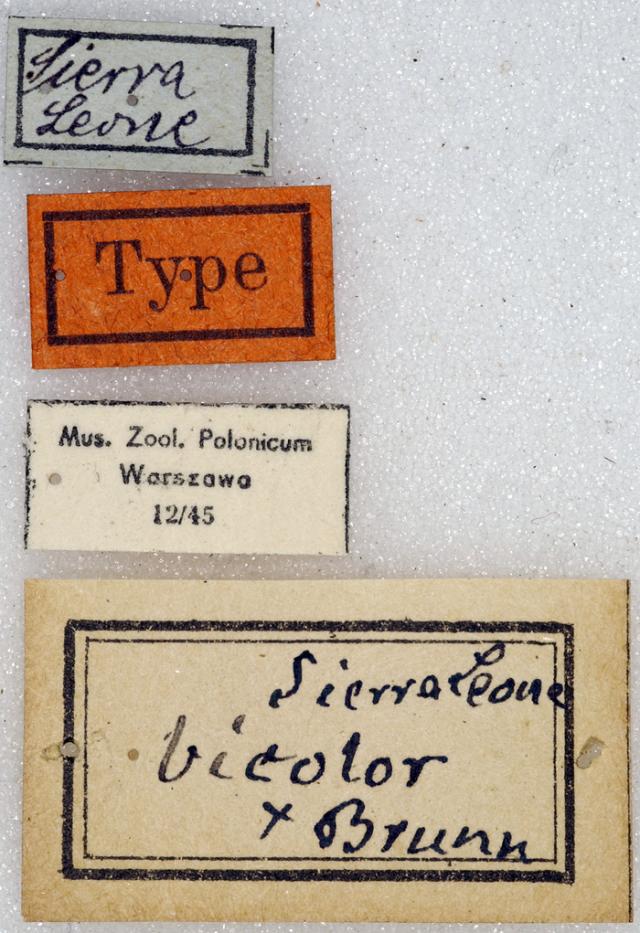 Sierra
Leone
Type
Mus. Zool. Polonicum
Warszawa
12/45
Sierra Leone
bicolor
x Brunn